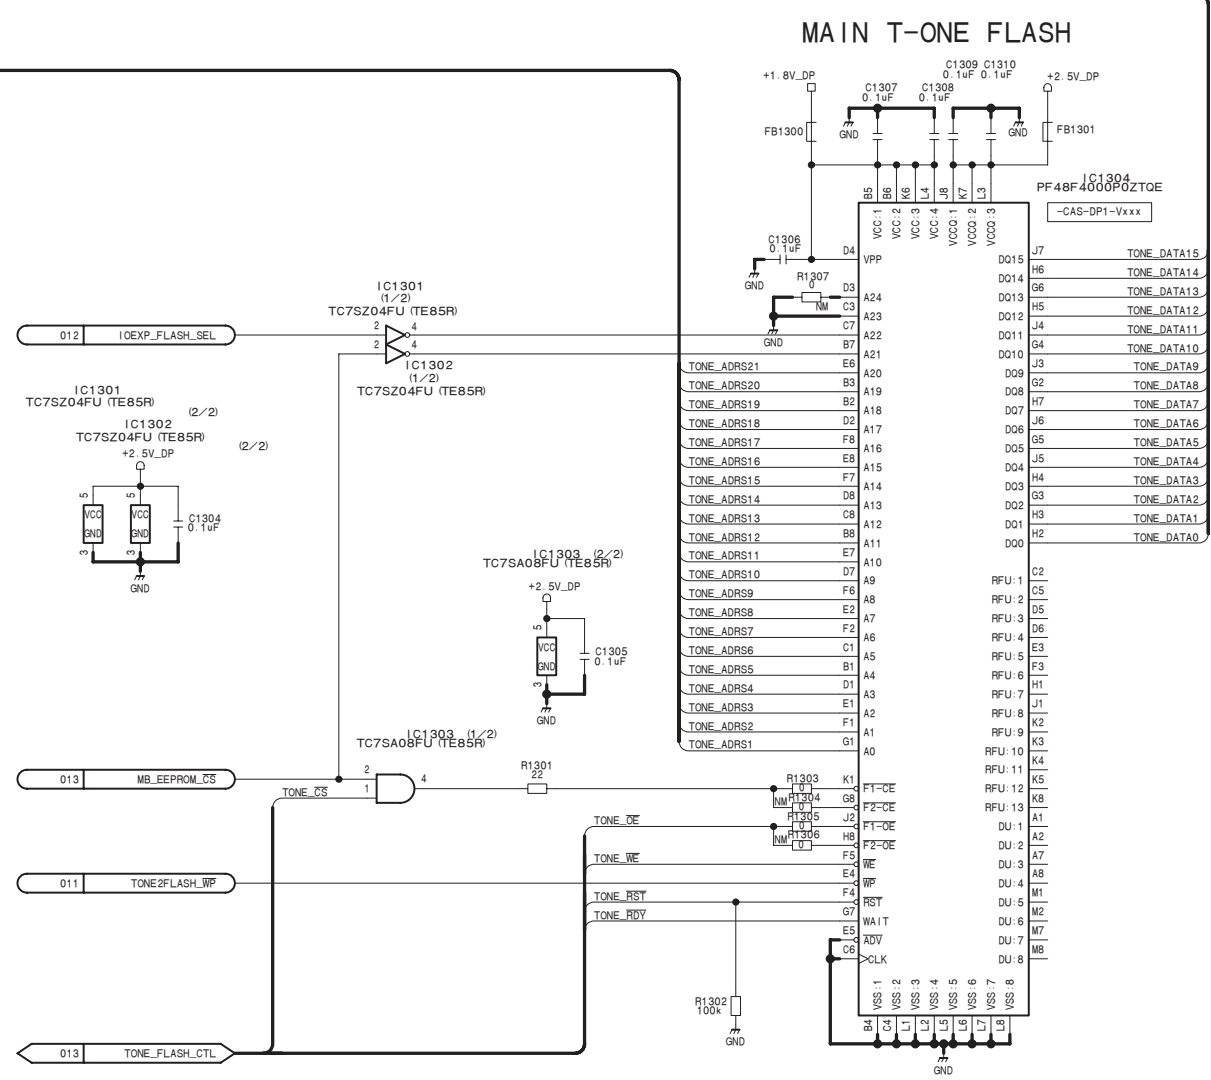 MAIN T-ONE FLASH
+1.8V_DP
C1307
0.1uF
C1308
0.1uF
C1309
0.1uF
C1310
0.1uF
+2.5V_DP
FB1300
GND
GND
FB1301
IC1304
PF48F4000P0ZTQE
-CAS-DP1-Vxxx
B5
B6
K6
L4
J8
K7
L3
VCC:1
VCC:2
VCC:3
VCC:4
VCCQ:1
VCCQ:2
VCCQ:3
C1306
0.1uF
GND
D4 VPP
R1307
0
NM
GND
D3 A24
C3 A23
C7 A22
B7 A21
IC1301
(1/2)
TC7SZ04FU(TE85R)
012 IOEXP_FLASH_SEL
2 4
2 4
IC1302
(1/2)
TC7SZ04FU(TE85R)
TONE_ADRS21 E6 A20
TONE_ADRS20 B3 A19
TONE_ADRS19 B2 A18
TONE_ADRS18 D2 A17
TONE_ADRS17 F8 A16
TONE_ADRS16 E8 A15
TONE_ADRS15 F7 A14
TONE_ADRS14 D8 A13
TONE_ADRS13 C8 A12
TONE_ADRS12 B8 A11
TONE_ADRS11 E7 A10
TONE_ADRS10 D7 A9
TONE_ADRS9 F6 A8
TONE_ADRS8 E2 A7
TONE_ADRS7 F2 A6
TONE_ADRS6 C1 A5
TONE_ADRS5 B1 A4
TONE_ADRS4 D1 A3
TONE_ADRS3 E1 A2
TONE_ADRS2 F1 A1
TONE_ADRS1 G1 A0
DQ15 J7 TONE_DATA15
DQ14 H6 TONE_DATA14
DQ13 G6 TONE_DATA13
DQ12 H5 TONE_DATA12
DQ11 J4 TONE_DATA11
DQ10 G4 TONE_DATA10
DQ9 J3 TONE_DATA9
DQ8 G2 TONE_DATA8
DQ7 H7 TONE_DATA7
DQ6 J6 TONE_DATA6
DQ5 G5 TONE_DATA5
DQ4 J5 TONE_DATA4
DQ3 H4 TONE_DATA3
DQ2 G3 TONE_DATA2
DQ1 H3 TONE_DATA1
DQ0 H2 TONE_DATA0
RFU:1 C2
RFU:2 C5
RFU:3 D5
RFU:4 D6
RFU:5 E3
RFU:6 F3
RFU:7 H1
RFU:8 J1
RFU:9 K2
RFU:10 K3
RFU:11 K4
RFU:12 K5
RFU:13 K8
DU:1 A1
DU:2 A2
DU:3 A7
DU:4 A8
DU:5 M1
DU:6 M2
DU:7 M7
DU:8 M8
IC1301
TC7SZ04FU(TE85R)
(2/2)
IC1302
TC7SZ04FU(TE85R)
(2/2)
+2.5V_DP
5
5
VCC
GND
VCC
GND
3
3
C1304
0.1uF
GND
IC1303 (2/2)
TC7SA08FU(TE85R)
+2.5V_DP
5
VCC
GND
3
C1305
0.1uF
GND
IC1303 (1/2)
TC7SA08FU(TE85R)
013 MB_EEPROM_CS
2
1
4
TONE_CS
R1301
22
R1303
0
K1 F1-CE
NM
R1304
0
G8 F2-CE
TONE_OE
R1305
0
J2 F1-OE
NM
R1306
0
H8 F2-OE
TONE_WE F5 WE
011 TONE2FLASH_WP
E4 WP
TONE_RST F4 RST
TONE_RDY G7 WAIT
E5 ADV
C6 CLK
R1302
100k
GND
VSS:1
VSS:2
VSS:3
VSS:4
VSS:5
VSS:6
VSS:7
VSS:8
B4
C4
L1
L2
L5
L6
L7
L8
GND
013 TONE_FLASH_CTL